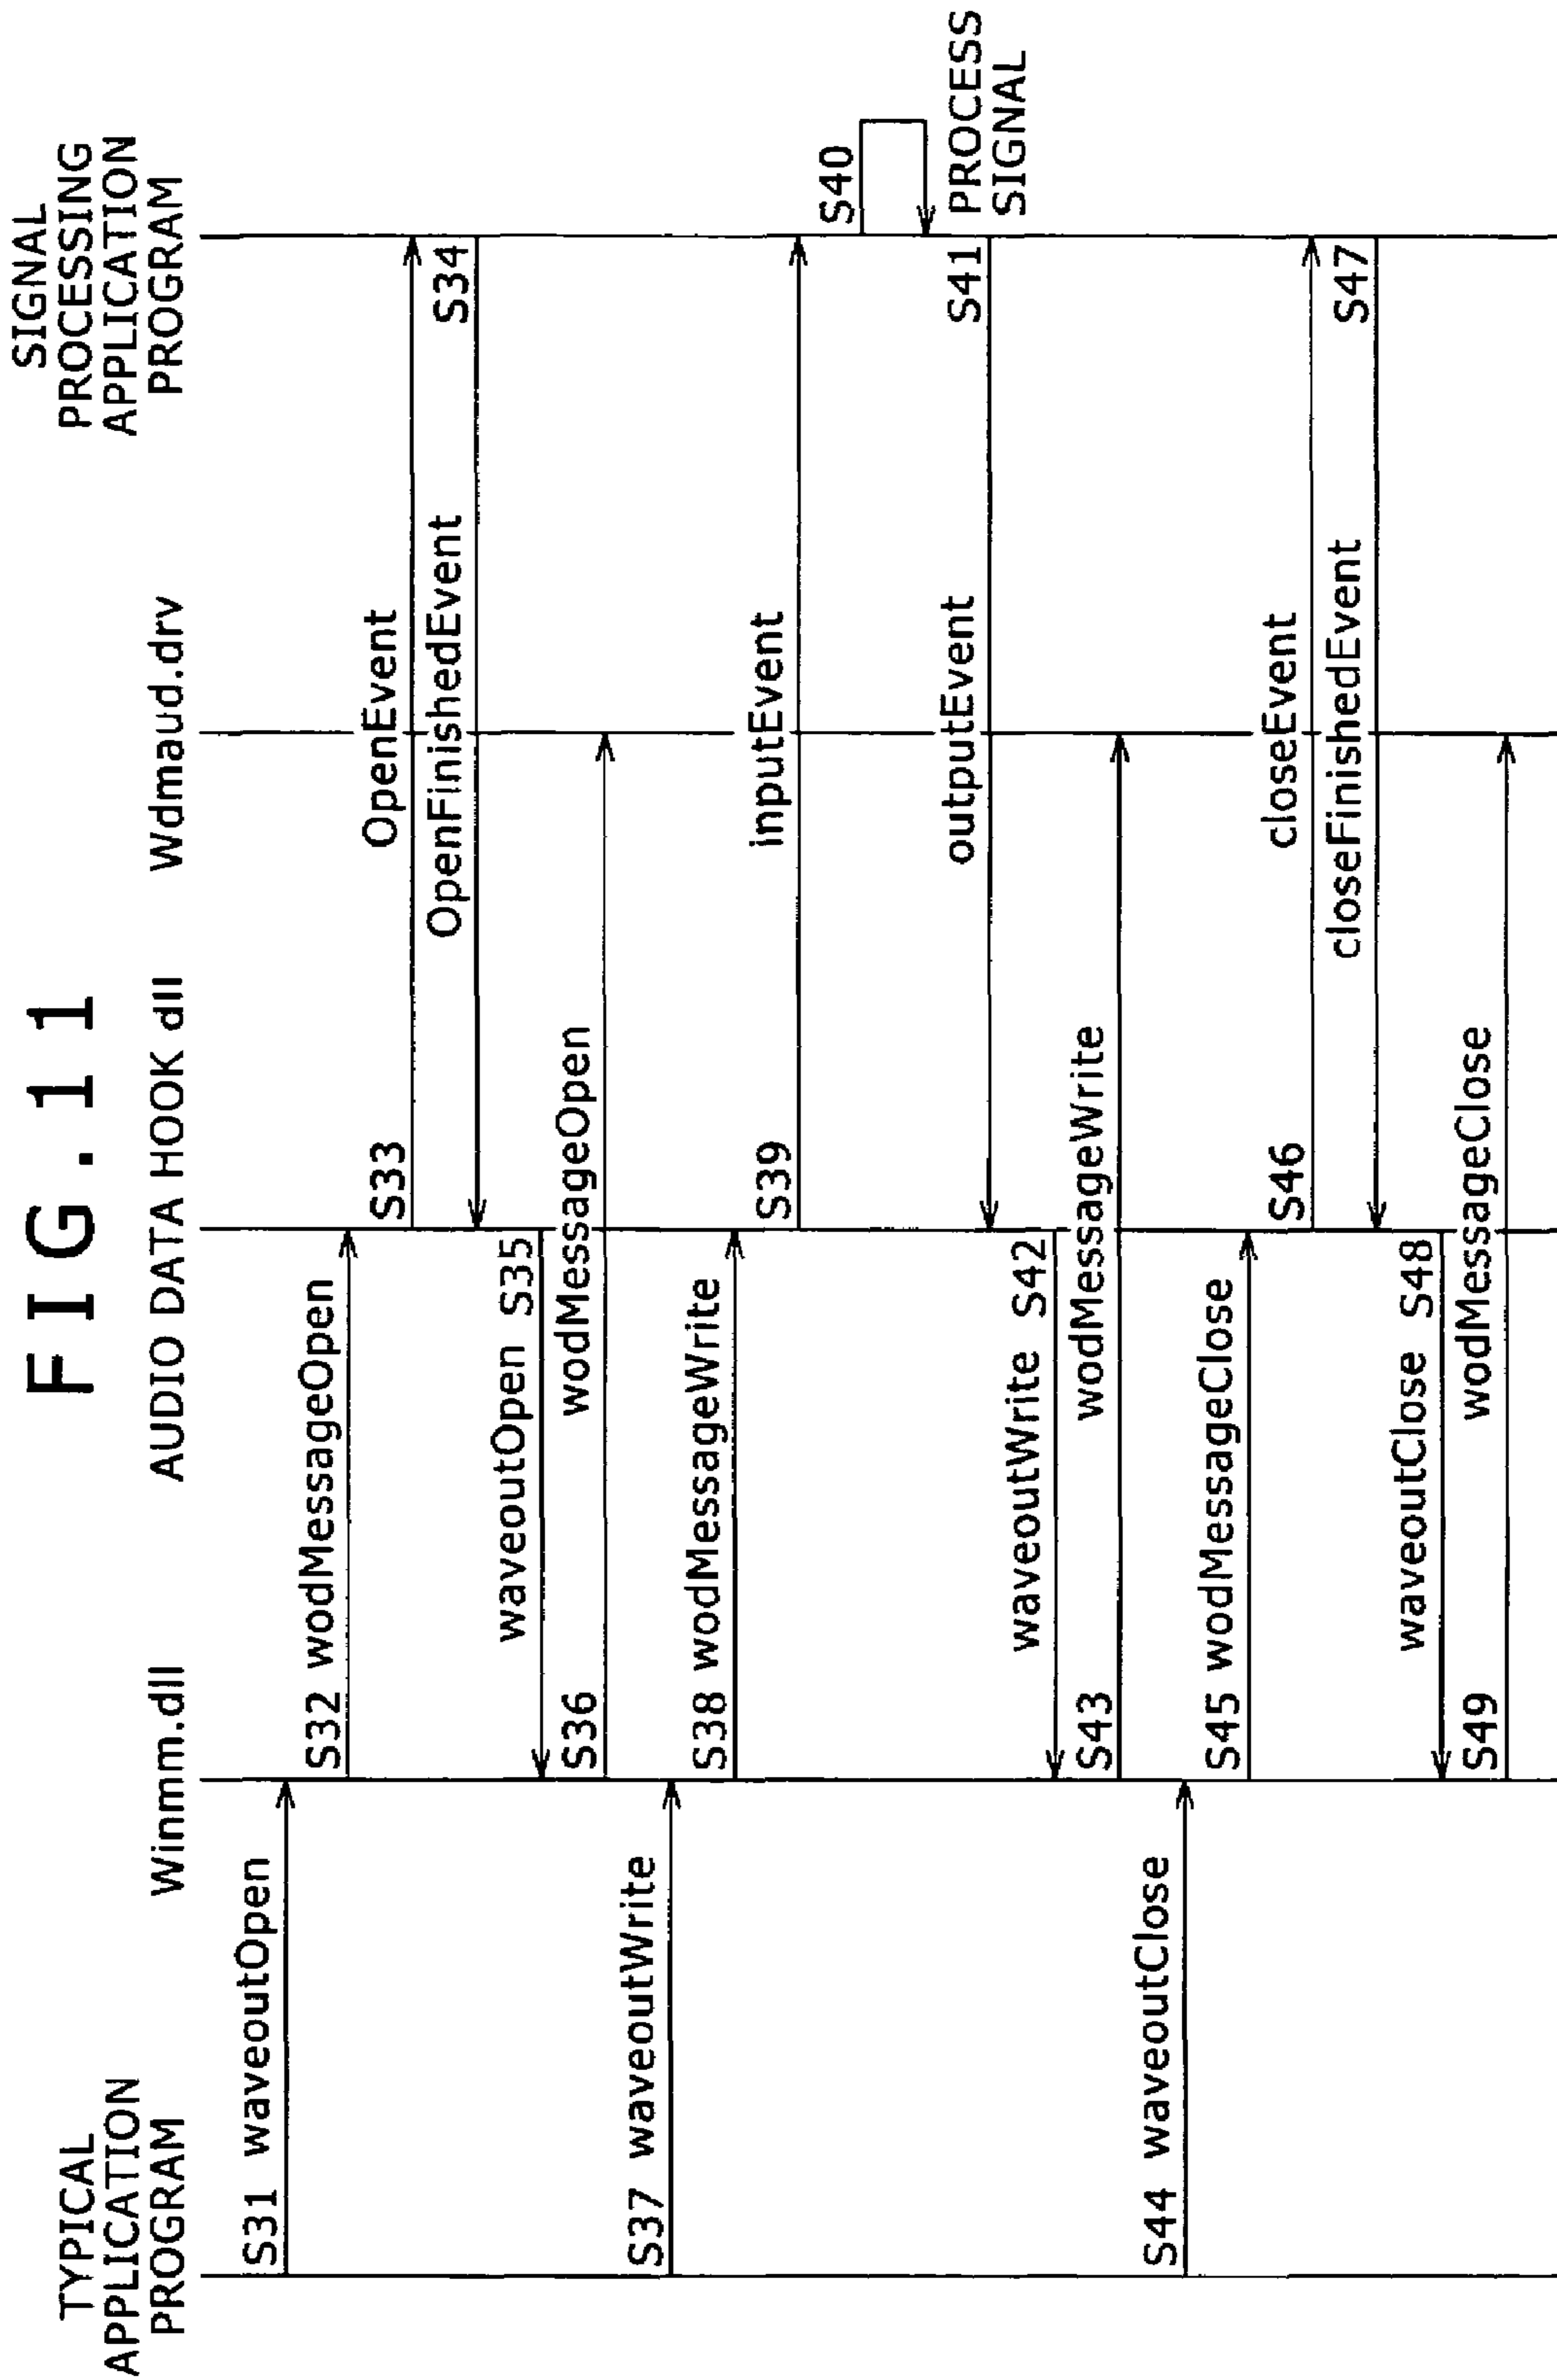 FIG.11
TYPICAL
APPLICATION
PROGRAM
Winmm.dll
AUDIO DATA HOOK dll
Wdmaud.drv
SIGNAL
PROCESSING
APPLICATION
PROGRAM
S31 waveoutOpen
S32 wodMessageOpen
S33
OpenEvent
OpenFinishedEvent
S34
waveoutOpen S35
S36
wodMessageOpen
S37 waveoutWrite
S38 wodMessageWrite
S39
inputEvent
S40
PROCESS
SIGNAL
outputEvent
S41
waveoutWrite S42
S43
wodMessageWrite
S44 waveoutClose
S45 wodMessageClose
S46
closeEvent
closeFinishedEvent
S47
waveoutClose S48
S49
wodMessageClose